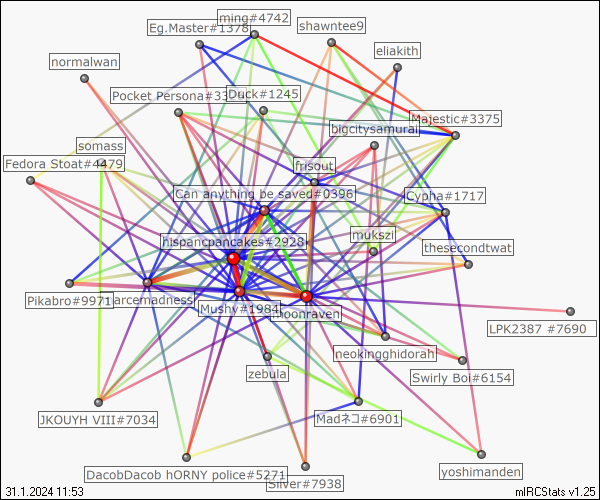 ming#4742
shawntee9
Eg.Master#1378
eliakith
normalwan
Pocket Persona#33
Duck#1245
Majestic#3375
bigcitysamurai
somass
Fedora Stoat#4479
frisout
Can anything be saved#0396
Cypha#1717
mukszi
hispancpancakes#2928
thesecondtwat
Pikabro#9971
narcemadness
Mushy#1984
moonraven
LPK2387 #7690
neokingghidorah
zebula
Swirly Boi#6154
JKOUYH VIII#7034
Madネコ#6901
DacobDacob hORNY police#5271
Silver#7938
yoshimanden
31.1.2024 11:53
mIRCStats v1.25